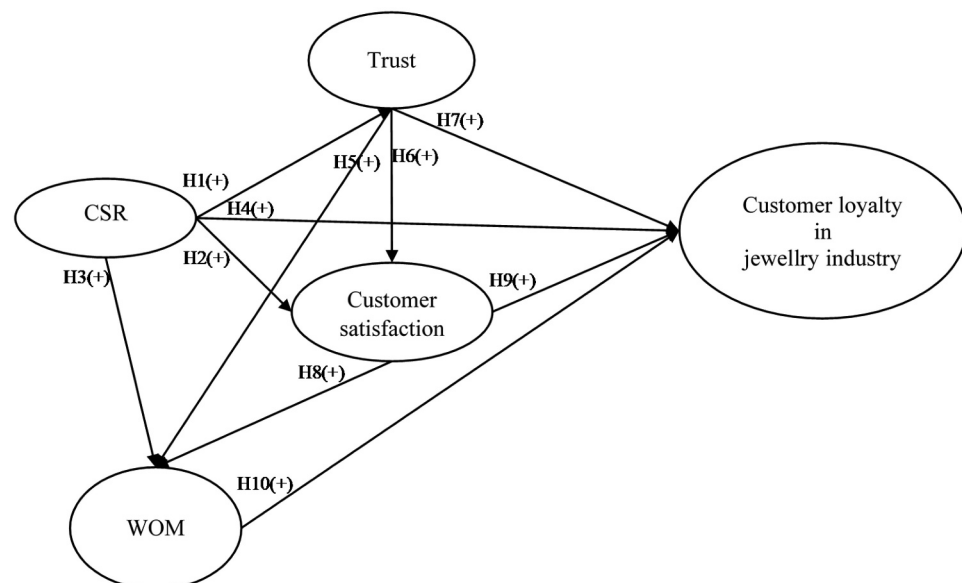 Trust
H7(+)
H5(+)
H6(+)
H1(+)
CSR
H4(+)
Customer loyalty
in
jewellry industry
H2(+)
H3(+)
H9(+)
Customer
satisfaction
H8(+)
H10(+)
WOM